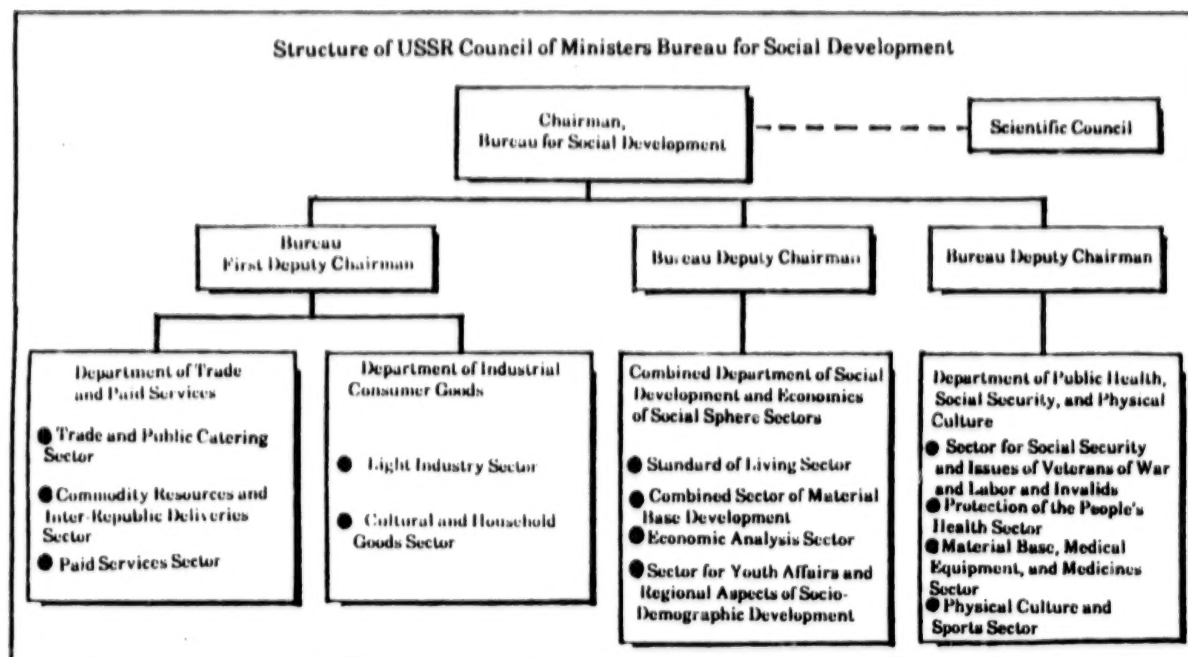 Structure of USSR Council of Ministers Bureau for Social Development
Chairman,
Bureau for Social Development
Scientific Council
Bureau
First Deputy Chairman
Bureau Deputy Chairman
Bureau Deputy Chairman
Department of Trade
and Paid Services
● Trade and Public Catering
Sector
● Commodity Resources and
Inter-Republic Deliveries
Sector
● Paid Services Sector
Department of Industrial
Consumer Goods
● Light Industry Sector
● Cultural and Household
Goods Sector
Combined Department of Social
Development and Economics
of Social Sphere Sectors
● Standard of Living Sector
● Combined Sector of Material
Base Development
● Economic Analysis Sector
● Sector for Youth Affairs and
Regional Aspects of Socio-
Demographic Development
Department of Public Health,
Social Security, and Physical
Culture
● Sector for Social Security
and Issues of Veterans of War
and Labor and Invalids
● Protection of the People's
Health Sector
● Material Base, Medical
Equipment, and Medicines
Sector
● Physical Culture and
Sports Sector